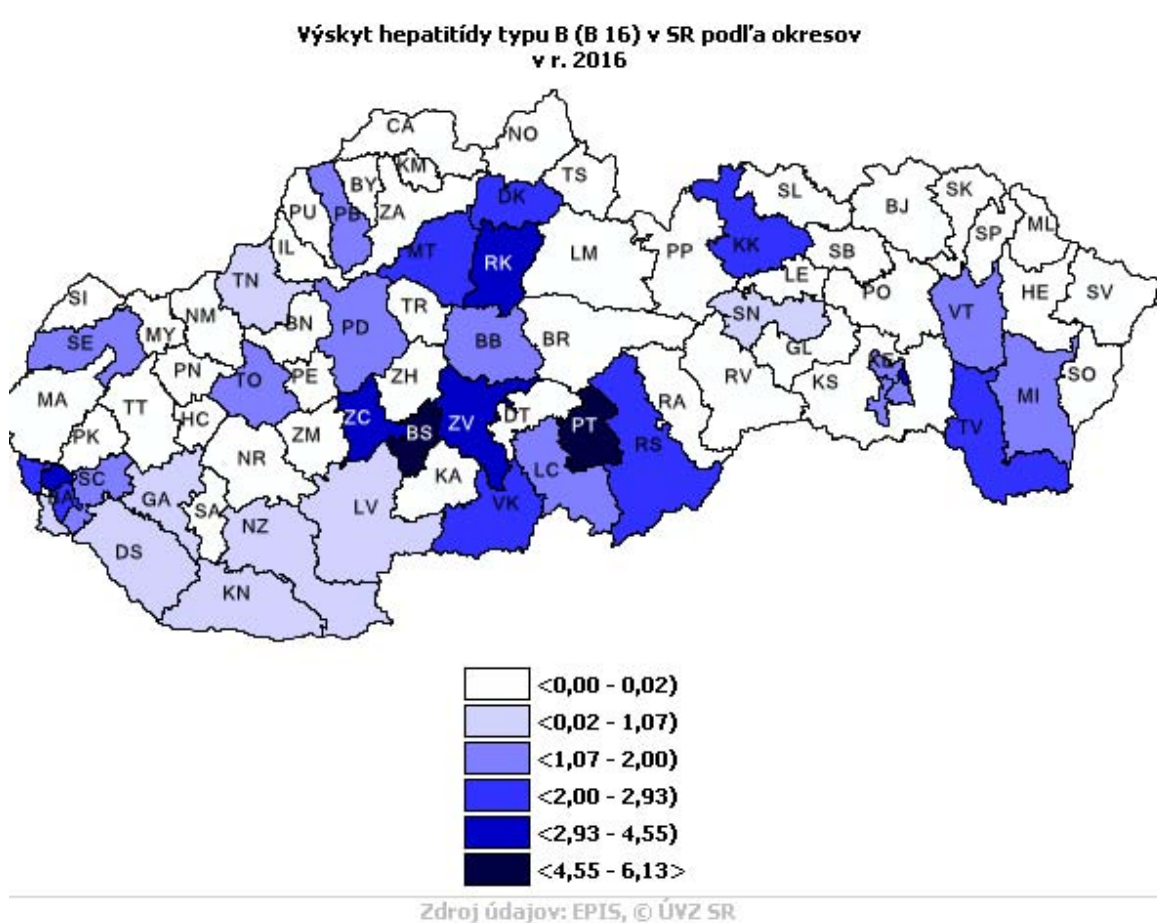 Výskyt hepatitídy typu B (B 16) v SR podľa okresov
v r. 2016
CA
NO
KM
BY
TS
SL
SK
PU
PB
ZA
DK
BJ
ML
SP
IL
MT
RK
LM
PP
KK
SB
TN
LE
PO
HE
SV
SI
NM
BN
TR
SN
VT
MY
PD
SE
BB
BR
GL
PN
TO
PE
ZH
RV
KS
KE
MI
SO
MA
TT
HC
ZC
ZV
DT
PT
RA
PK
ZM
BS
RS
TV
SC
NR
KA
LC
BA
GA
SA
NZ
LV
VK
DS
KN
<0,00 - 0,02)
<0,02 - 1,07)
<1,07 - 2,00)
<2,00 - 2,93)
<2,93 - 4,55)
<4,55 - 6,13>
Zdroj údajov: EPIS, © ÚVZ SR